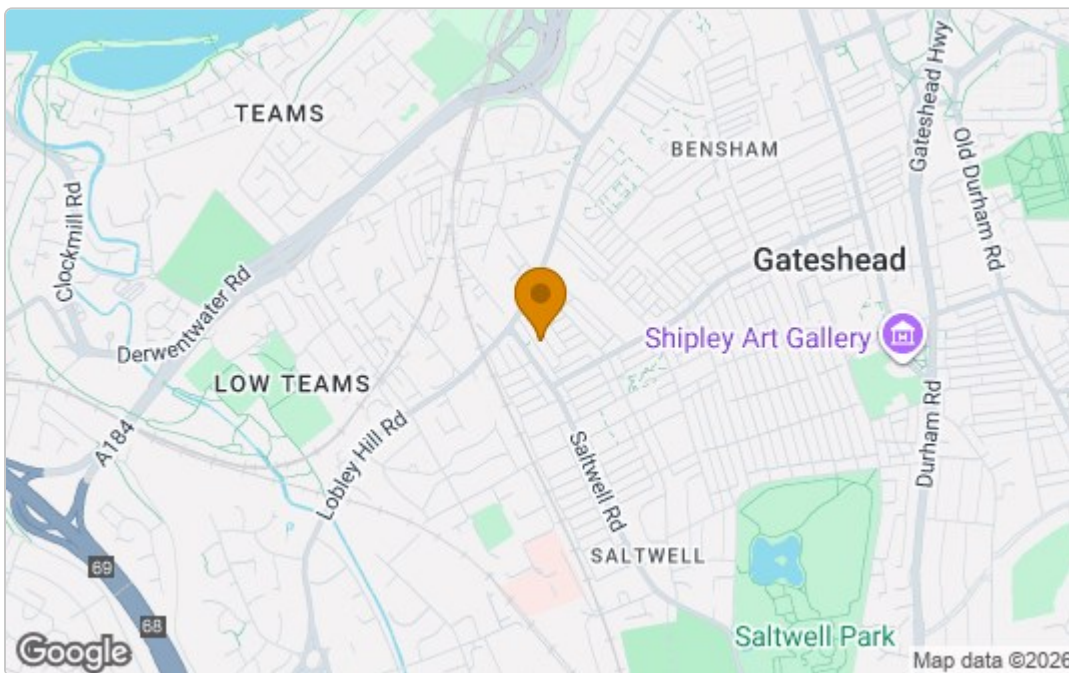 TEAMS
BENSHAM
Gateshead Hwy
Old Durham Rd
Clockmill Rd
Gateshead
Derwentwater Rd
Shipley Art Gallery
LOW TEAMS
A184
Lobley Hill Rd
Saltwell Rd
Durham Rd
SALTWELL
69
68
Saltwell Park
Google
Map data ©2026